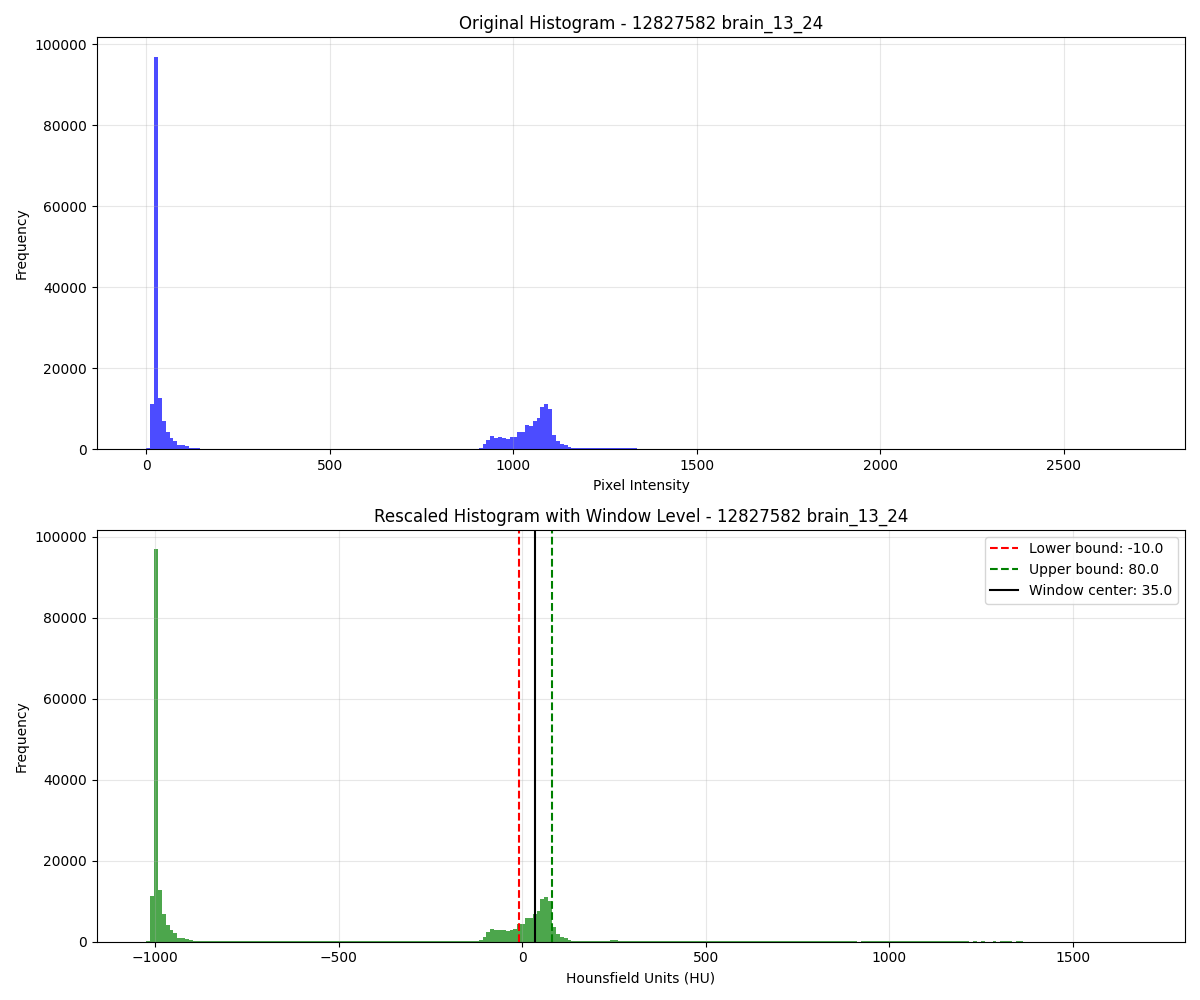 Original Histogram - 12827582 brain_13_24
100000
80000
60000
40000
20000
0
Frequency
0 500 1000 1500 2000 2500
Pixel Intensity
Rescaled Histogram with Window Level - 12827582 brain_13_24
100000
80000
60000
40000
20000
0
Frequency
Lower bound: -10.0
Upper bound: 80.0
Window center: 35.0
−1000 −500 0 500 1000 1500
Hounsfield Units (HU)